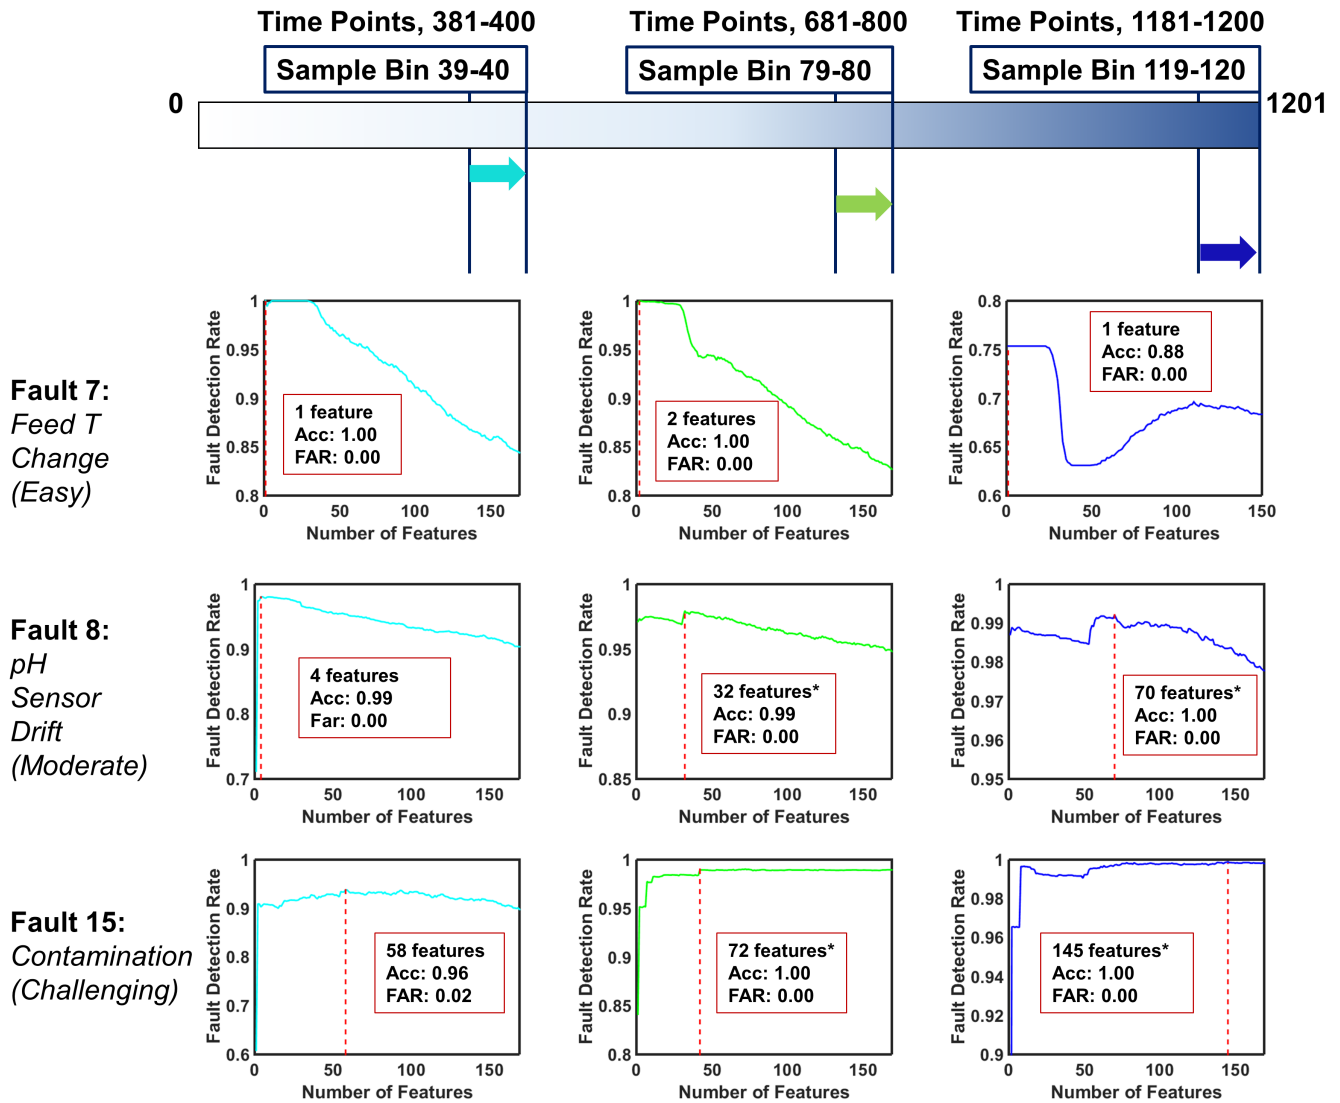 Time Points, 381-400
Time Points, 681-800
Time Points, 1181-1200
Sample Bin 39-40
Sample Bin 79-80
Sample Bin 119-120
0
1201
Fault 7:
Feed T
Change
(Easy)
Fault Detection Rate
1
0.95
0.9
0.85
0.8
0
50
100
150
Number of Features
1 feature
Acc: 1.00
FAR: 0.00
Fault Detection Rate
1
0.95
0.9
0.85
0.8
0
50
100
150
Number of Features
2 features
Acc: 1.00
FAR: 0.00
Fault Detection Rate
0.8
0.75
0.7
0.65
0.6
0
50
100
150
Number of Features
1 feature
Acc: 0.88
FAR: 0.00
Fault 8:
pH
Sensor
Drift
(Moderate)
Fault Detection Rate
1
0.9
0.8
0.7
0
50
100
150
Number of Features
4 features
Acc: 0.99
Far: 0.00
Fault Detection Rate
1
0.95
0.9
0.85
0
50
100
150
Number of Features
32 features*
Acc: 0.99
FAR: 0.00
Fault Detection Rate
1
0.99
0.98
0.97
0.96
0.95
0
50
100
150
Number of Features
70 features*
Acc: 1.00
FAR: 0.00
Fault 15:
Contamination
(Challenging)
Fault Detection Rate
1
0.9
0.8
0.7
0.6
0
50
100
150
Number of Features
58 features
Acc: 0.96
FAR: 0.02
Fault Detection Rate
1
0.95
0.9
0.85
0.8
0
50
100
150
Number of Features
72 features*
Acc: 1.00
FAR: 0.00
Fault Detection Rate
1
0.98
0.96
0.94
0.92
0.9
0
50
100
150
Number of Features
145 features*
Acc: 1.00
FAR: 0.00